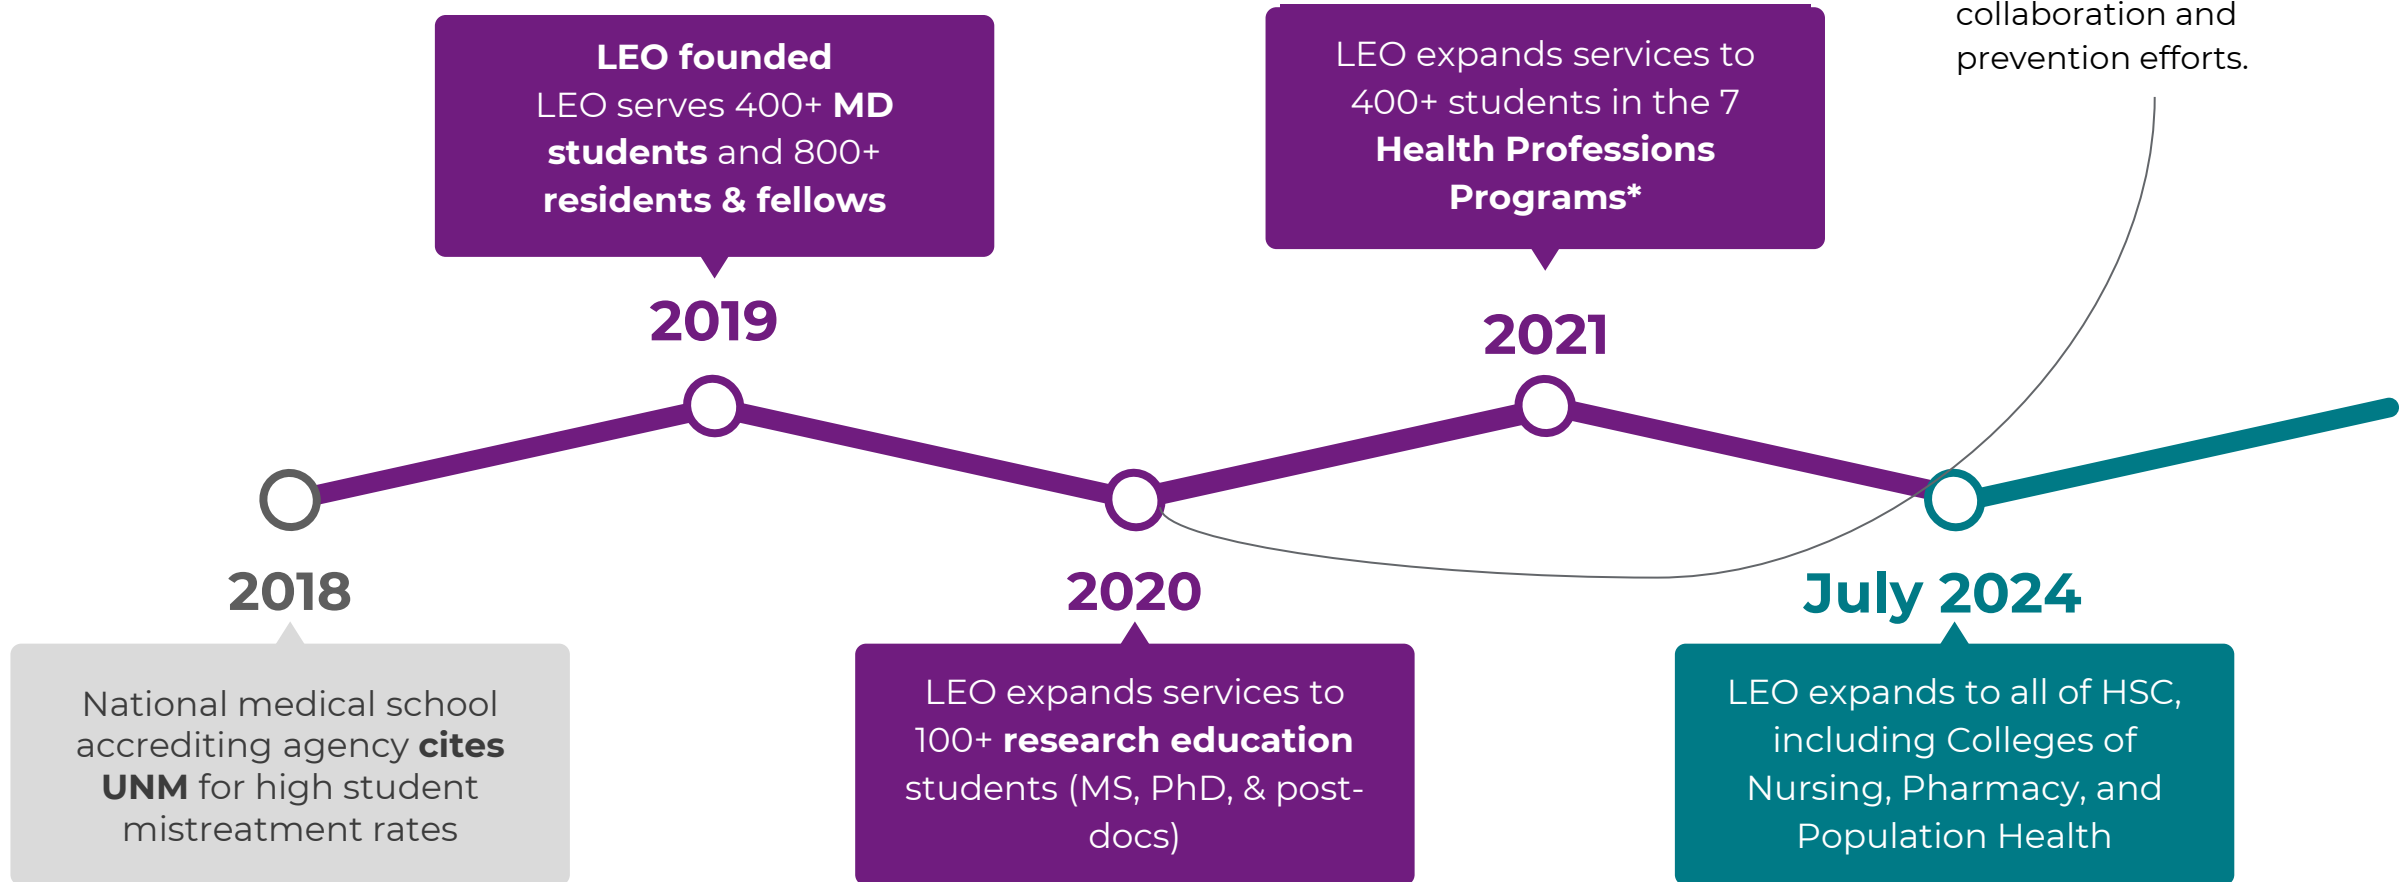 LEO founded
LEO serves 400+ MD
students and 800+
residents & fellows
2019
LEO expands services to
400+ students in the 7
Health Professions
Programs*
2021
collaboration and
prevention efforts.
2018
National medical school
accrediting agency cites
UNM for high student
mistreatment rates
2020
LEO expands services to
100+ research education
students (MS, PhD, & post-
docs)
July 2024
LEO expands to all of HSC,
including Colleges of
Nursing, Pharmacy, and
Population Health